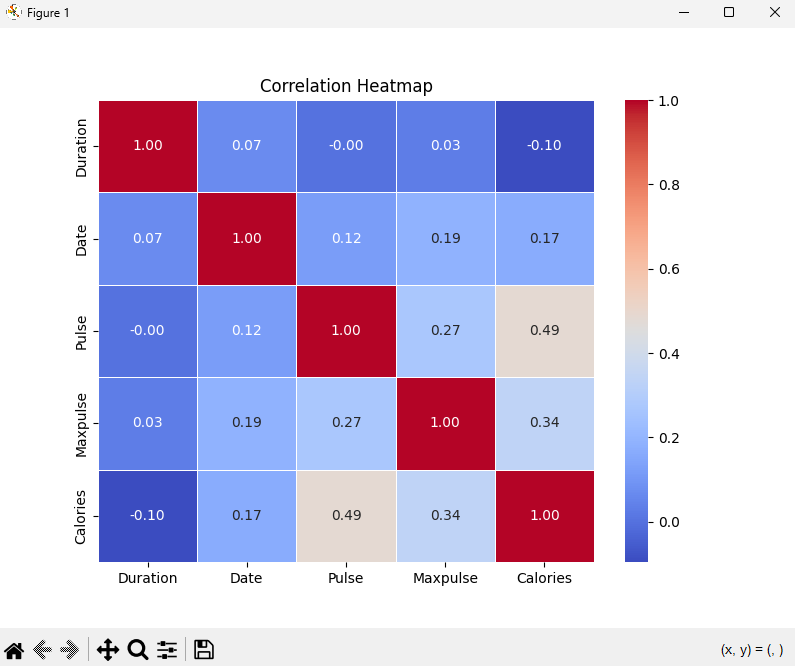 Figure 1
Correlation Heatmap
Duration 1.00 0.07 -0.00 0.03 -0.10
Date 0.07 1.00 0.12 0.19 0.17
Pulse -0.00 0.12 1.00 0.27 0.49
Maxpulse 0.03 0.19 0.27 1.00 0.34
Calories -0.10 0.17 0.49 0.34 1.00
Duration Date Pulse Maxpulse Calories
1.0
0.8
0.6
0.4
0.2
0.0
(x, y) = (, )